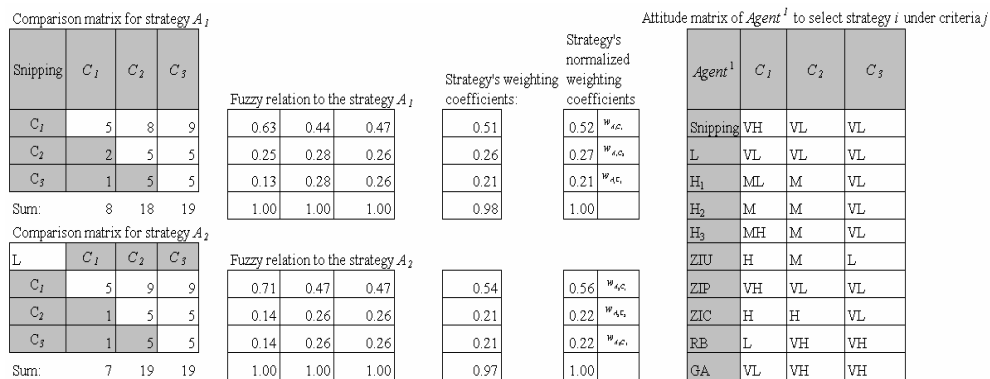 Comparison matrix for strategy A1
Snipping C1 C2 C3
C1 5 8 9
C2 2 5 5
C3 1 5 5
Sum: 8 18 19
Fuzzy relation to the strategy A1
0.63 0.44 0.47
0.25 0.28 0.26
0.13 0.28 0.26
1.00 1.00 1.00
Strategy's weighting
coefficients:
0.51
0.26
0.21
0.98
Strategy's
normalized
weighting
coefficients
0.52
0.27
0.21
1.00
Comparison matrix for strategy A2
L C1 C2 C3
C1 5 9 9
C2 1 5 5
C3 1 5 5
Sum: 7 19 19
Fuzzy relation to the strategy A2
0.71 0.47 0.47
0.14 0.26 0.26
0.14 0.26 0.26
1.00 1.00 1.00
0.54
0.21
0.21
0.97
0.56
0.22
0.22
1.00
Attitude matrix of Agent1 to select strategy i under criteria j
Agent1 C1 C2 C3
Snipping VH VL VL
L VL VL VL
H1 ML M VL
H2 M M VL
H3 MH M VL
ZIU H M L
ZIP VH VL VL
ZIC H H VL
RB L VH VH
GA VL VH VH